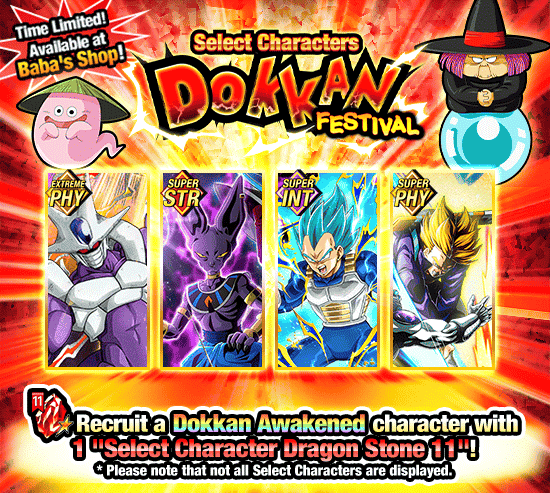 Time Limited!
Available at
Baba's Shop!
Select Characters
DOKKAN
FESTIVAL
EXTREME
PHY
SUPER
STR
SUPER
INT
SUPER
PHY
11
Recruit a Dokkan Awakened character with
1 "Select Character Dragon Stone 11"!
* Please note that not all Select Characters are displayed.